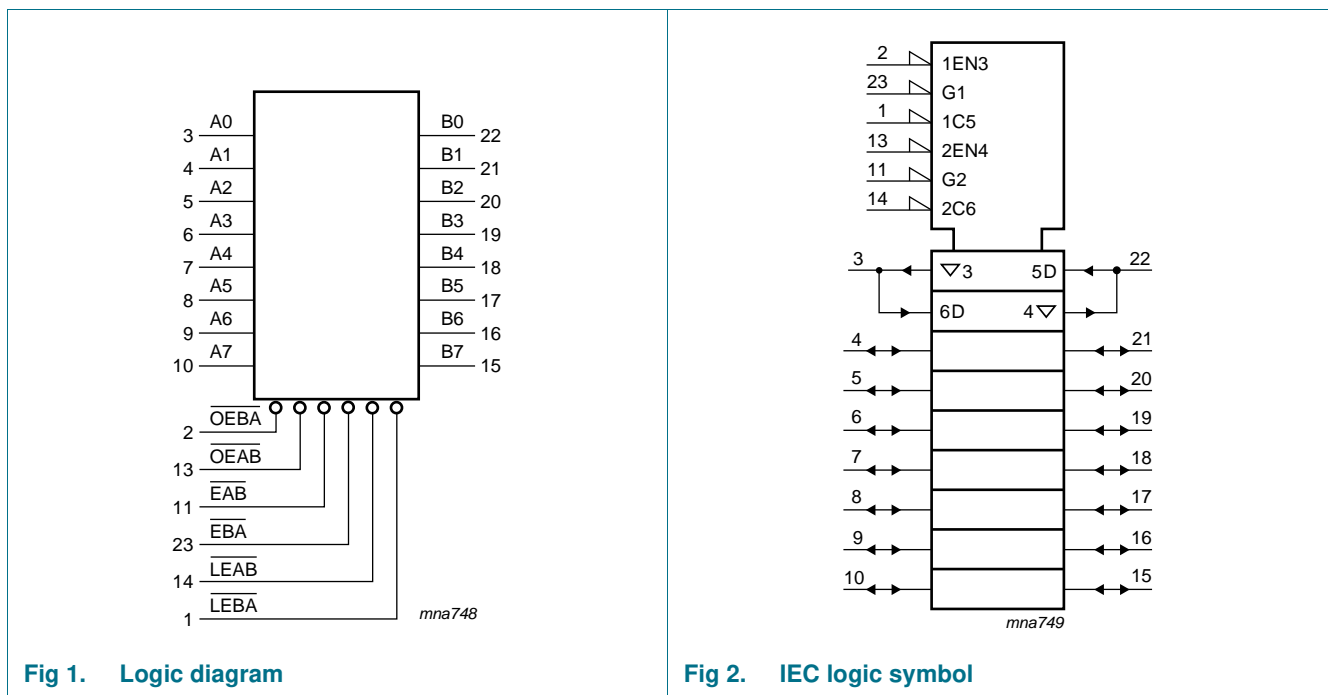 A0
3
A1
4
A2
5
A3
6
A4
7
A5
8
A6
9
A7
10
B0
22
B1
21
B2
20
B3
19
B4
18
B5
17
B6
16
B7
15
OEBA
2
OEAB
13
EAB
11
EBA
23
LEAB
14
LEBA
1
mna748
Fig 1. Logic diagram
2 1EN3
23 G1
1 1C5
13 2EN4
11 G2
14 2C6
3 ▽3 5D 22
6D 4▽
4 21
5 20
6 19
7 18
8 17
9 16
10 15
mna749
Fig 2. IEC logic symbol